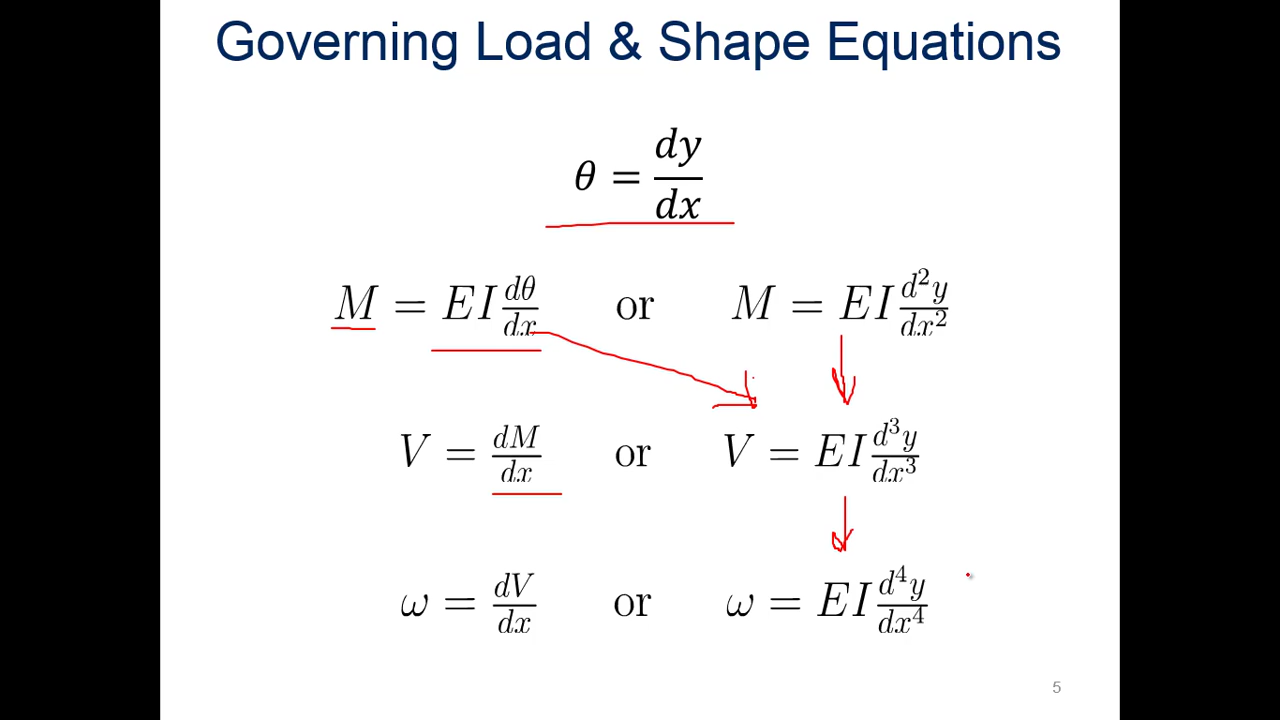 Governing Load & Shape Equations
θ = dy/dx
M = EI dθ/dx or M = EI d²y/dx²
V = dM/dx or V = EI d³y/dx³
ω = dV/dx or ω = EI d⁴y/dx⁴
5